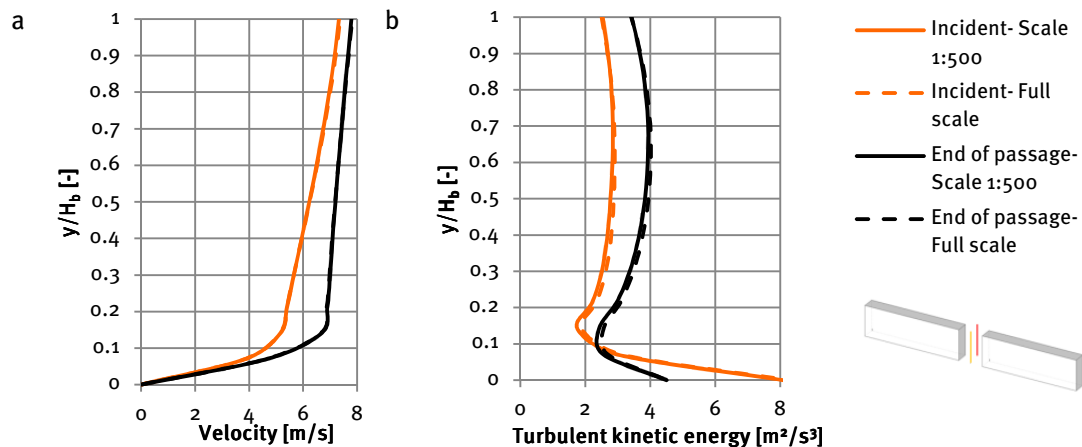 a
1
0.9
0.8
0.7
0.6
0.5
0.4
0.3
0.2
0.1
0
y/Hb [-]
0 2 4 6 8
Velocity [m/s]
b
1
0.9
0.8
0.7
0.6
0.5
0.4
0.3
0.2
0.1
0
y/Hb [-]
0 2 4 6 8
Turbulent kinetic energy [m²/s³]
Incident- Scale
1:500
Incident- Full
scale
End of passage-
Scale 1:500
End of passage-
Full scale